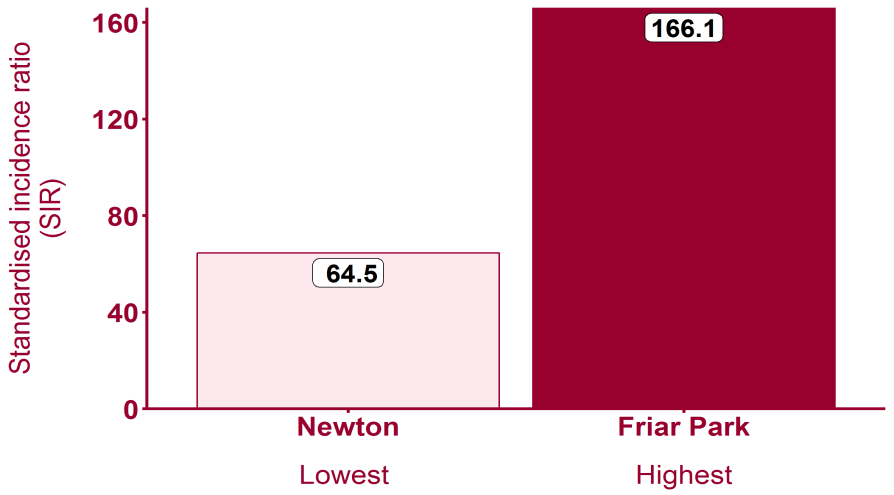 Standardised incidence ratio
(SIR)
160
120
80
40
0
64.5
166.1
Newton
Friar Park
Lowest
Highest